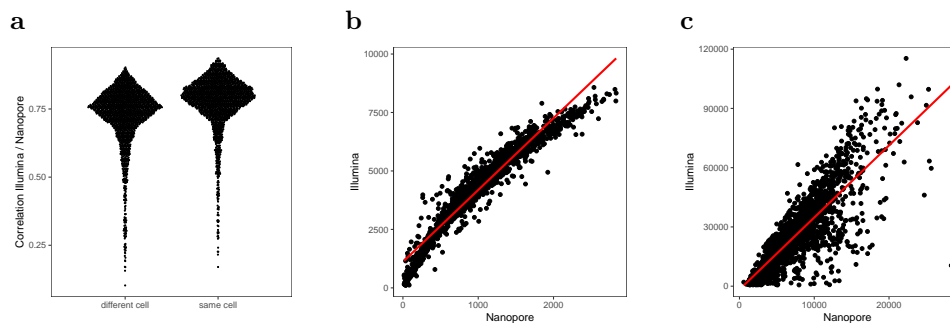 a
b
c
Correlation Illumina / Nanopore
0.75
0.50
0.25
different cell
same cell
Illumina
10000
7500
5000
2500
0
0
1000
2000
Nanopore
Illumina
120000
90000
60000
30000
0
0
10000
20000
Nanopore